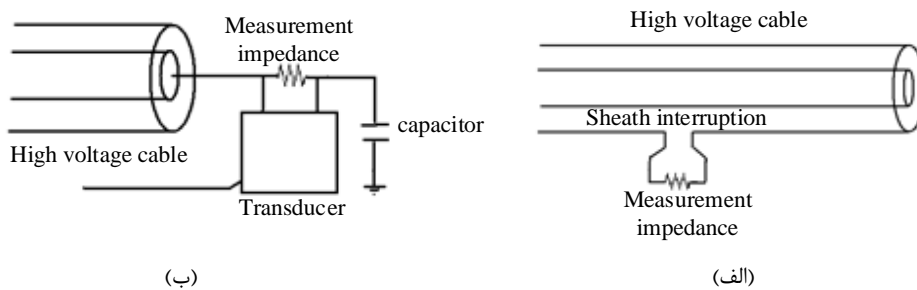 Measurement
impedance
capacitor
High voltage cable
Transducer
(ب)
High voltage cable
Sheath interruption
Measurement
impedance
(الف)